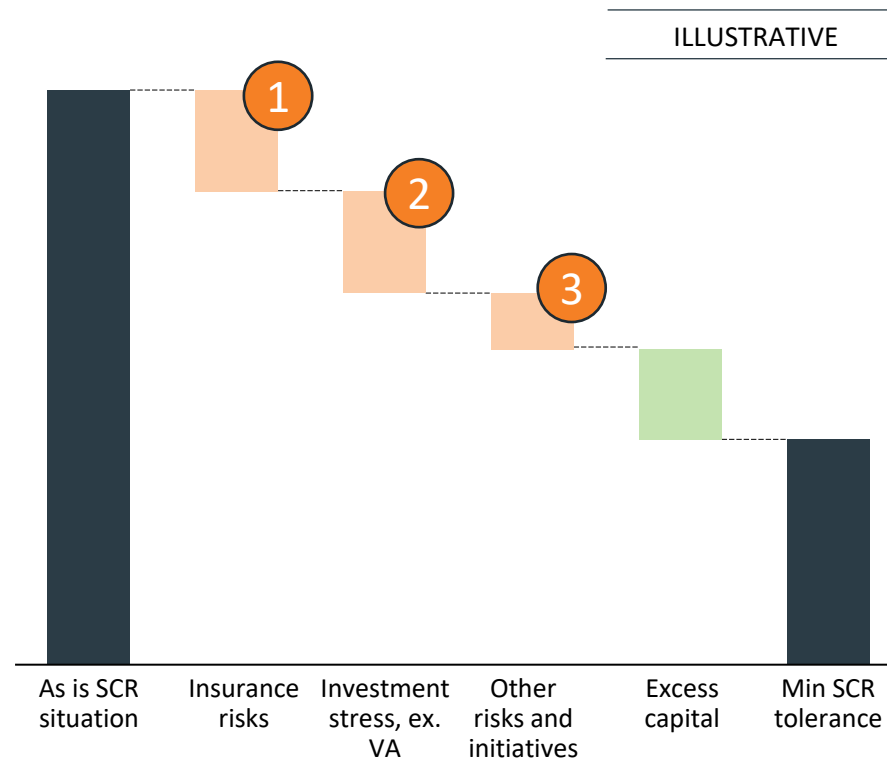 ILLUSTRATIVE
1
2
3
As is SCR
situation
Insurance
risks
Investment
stress, ex.
VA
Other
risks and
initiatives
Excess
capital
Min SCR
tolerance